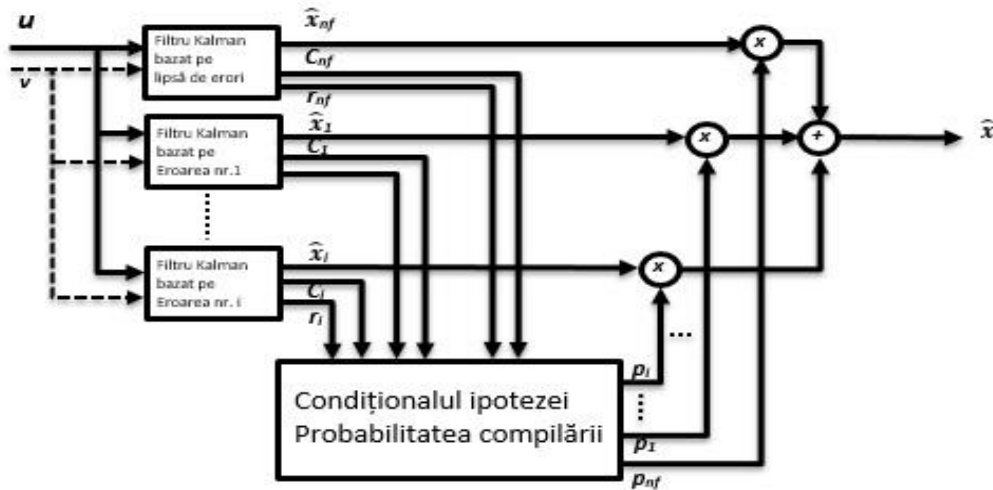 u
v
Filtru Kalman
bazat pe
lipsă de erori
x̂nf
Cnf
rnf
x
Filtru Kalman
bazat pe
Eroarea nr.1
x̂1
C1
x
+
x̂
Filtru Kalman
bazat pe
Eroarea nr. i
x̂i
Ci
ri
x
...
Condiționalul ipotezei
Probabilitatea compilării
pi
p1
pnf